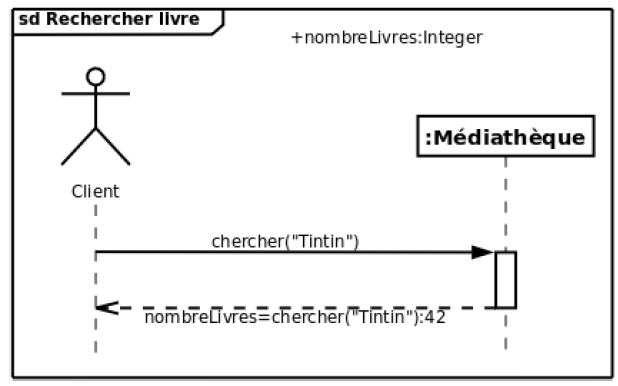 sd Rechercher livre
+nombreLivres:Integer
:Médiathèque
Client
chercher("Tintin")
nombreLivres=chercher("Tintin"):42